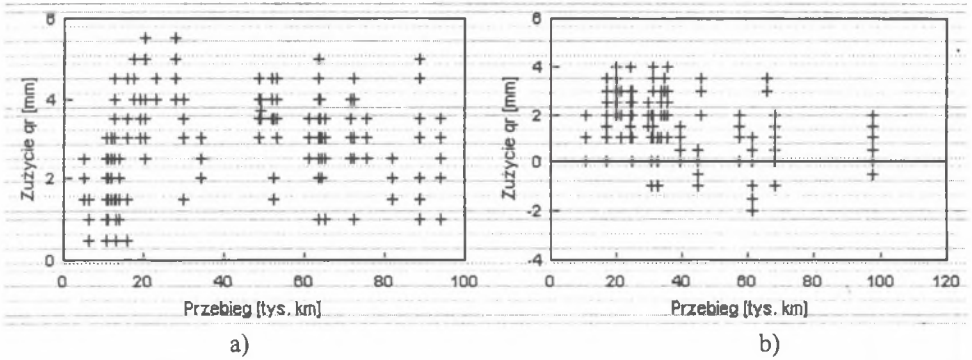 Zużycie qr [mm]
6
4
2
0
0 20 40 60 80 100
Przebieg [tys. km]
a)
Zużycie qr [mm]
6
4
2
0
-2
-4
0 20 40 60 80 100 120
Przebieg [tys. km]
b)